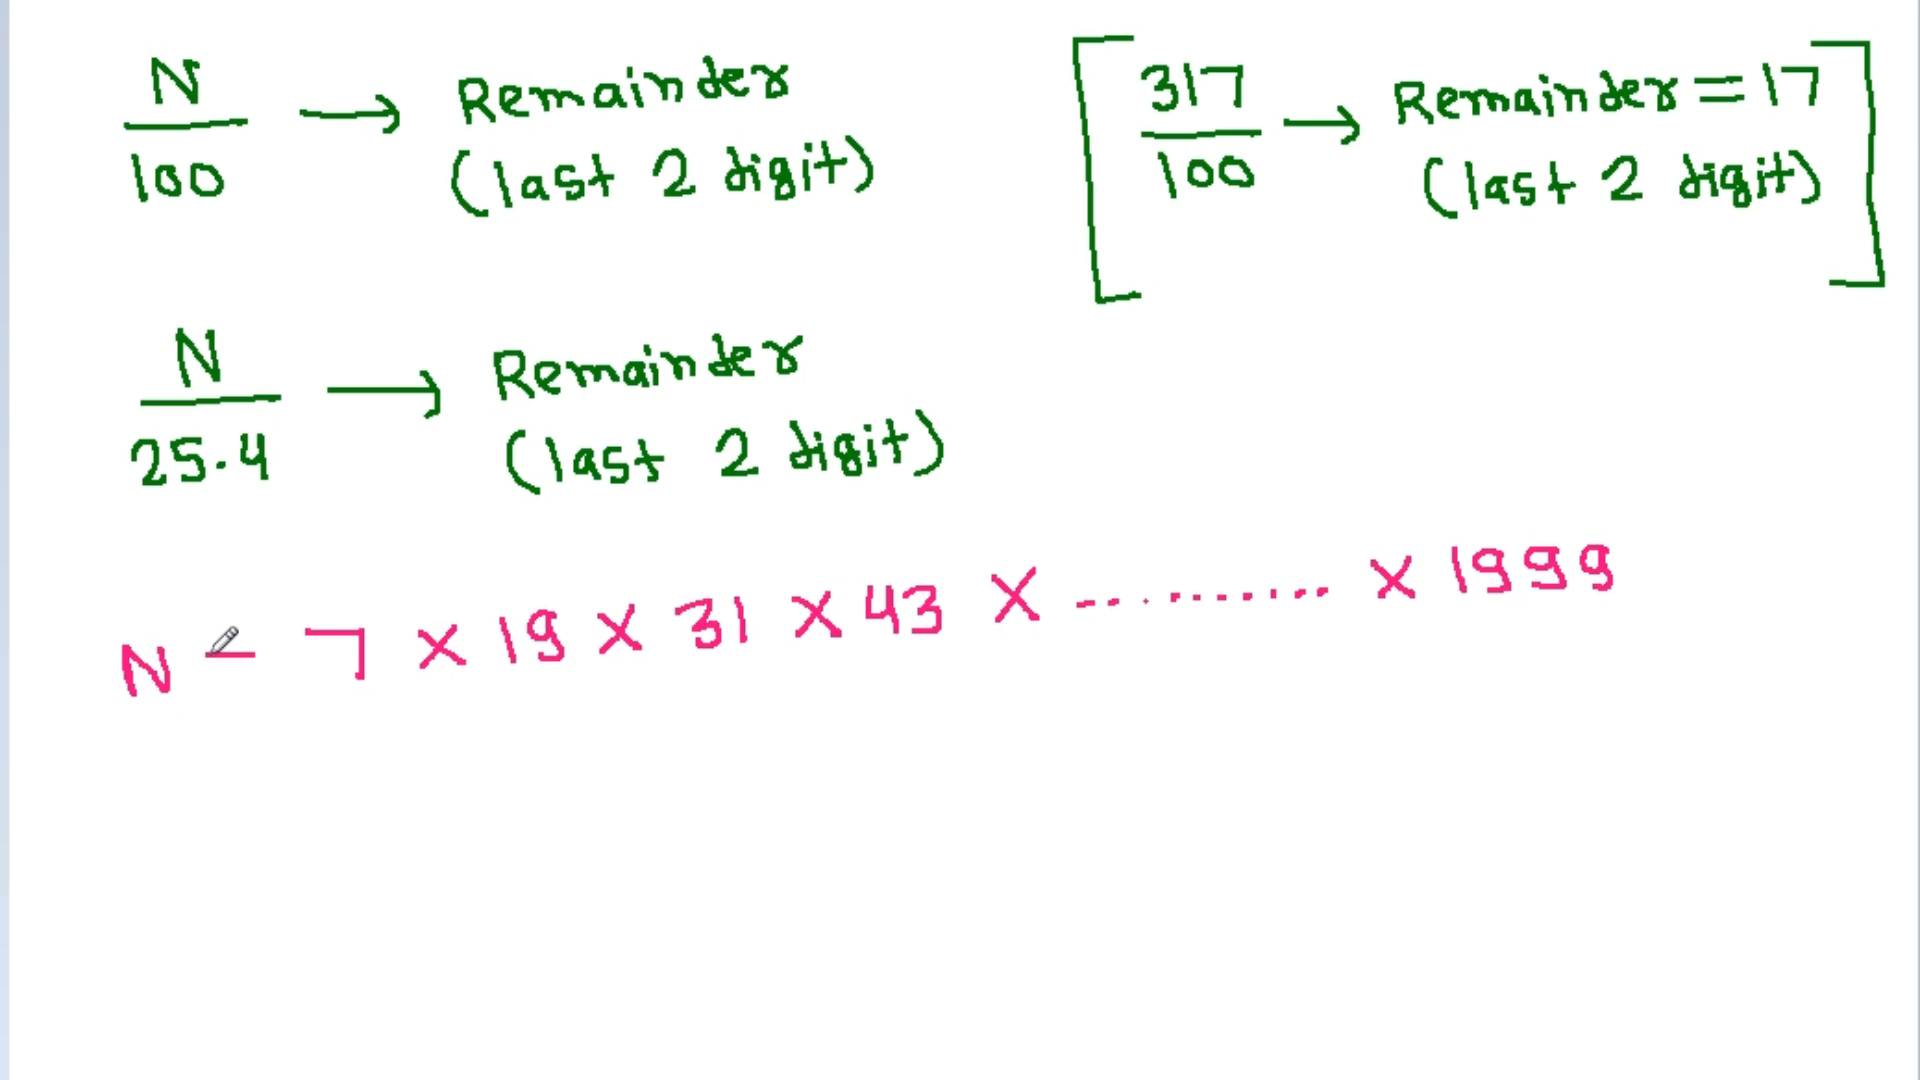 N/100 → Remainder
(last 2 digit)
[317/100 → Remainder = 17
(last 2 digit)]
N/25.4 → Remainder
(last 2 digit)
N - 7 × 19 × 31 × 43 × ........... × 1999